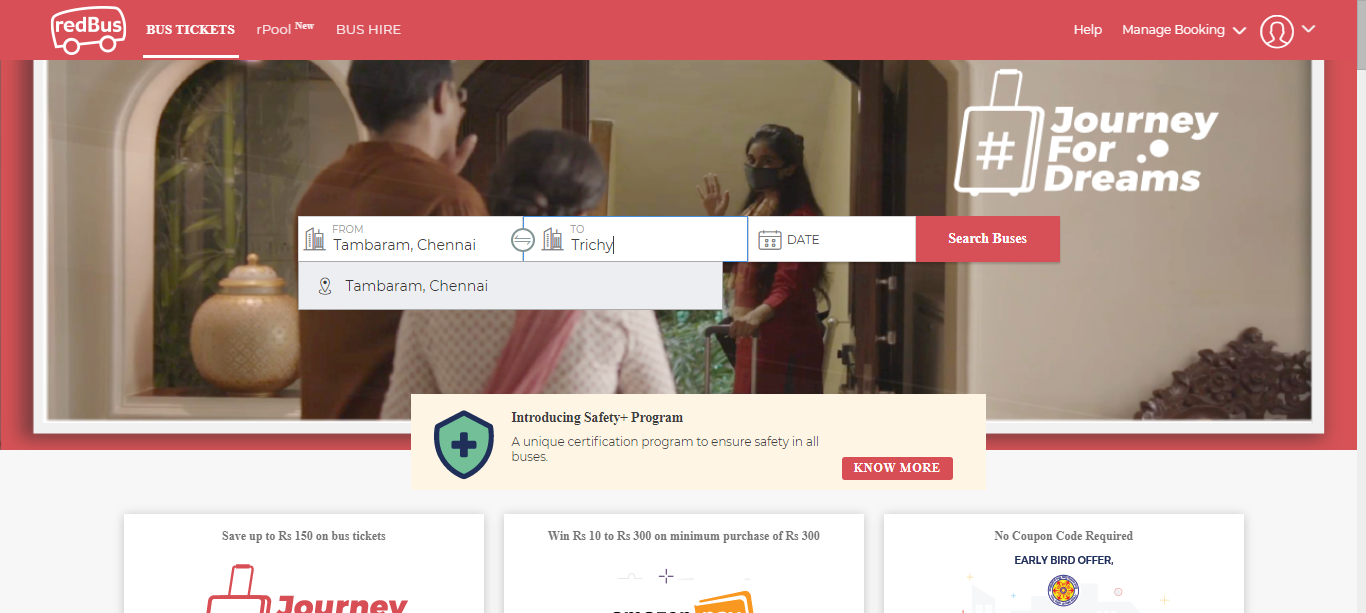 redBus
BUS TICKETS
rPool New
BUS HIRE
Help
Manage Booking
#
Journey
For
Dreams
FROM
Tambaram, Chennai
TO
Trichy
DATE
Search Buses
Tambaram, Chennai
Introducing Safety+ Program
A unique certification program to ensure safety in all
buses.
KNOW MORE
Save up to Rs 150 on bus tickets
Journey
Win Rs 10 to Rs 300 on minimum purchase of Rs 300
No Coupon Code Required
EARLY BIRD OFFER,